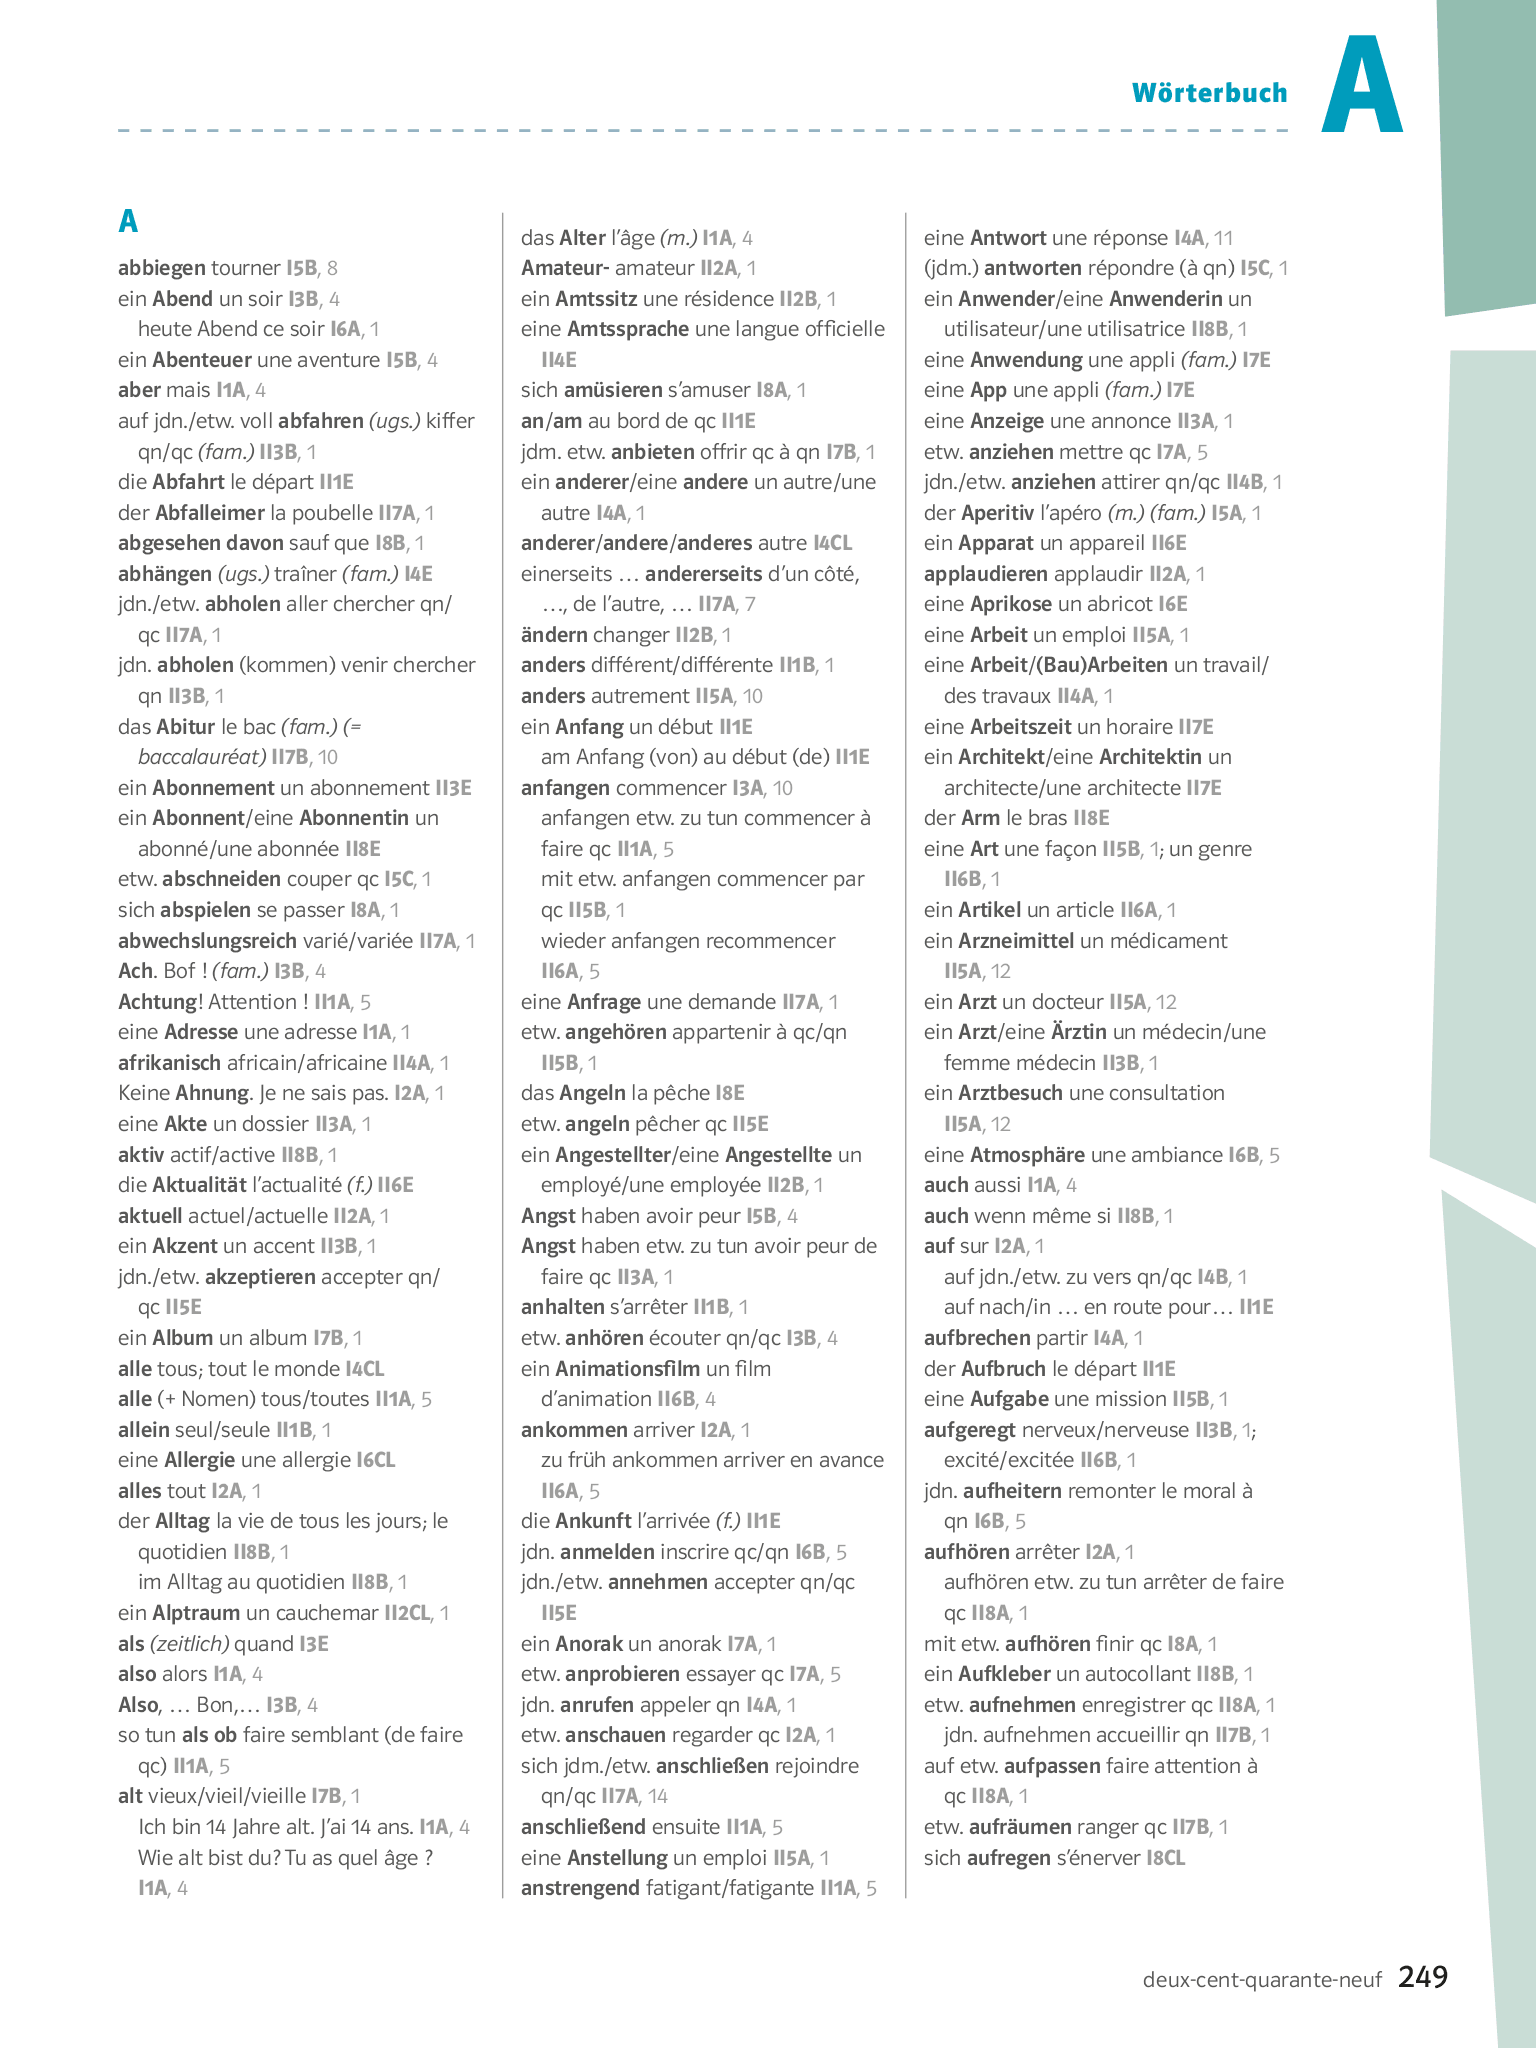 Wörterbuch
A
A
abbiegen tourner I5B, 8
ein Abend un soir I3B, 4
heute Abend ce soir I6A, 1
ein Abenteuer une aventure I5B, 4
aber mais I1A, 4
auf jdn./etw. voll abfahren (ugs.) kiffer
qn/qc (fam.) II3B, 1
die Abfahrt le départ II1E
der Abfalleimer la poubelle II7A, 1
abgesehen davon sauf que I8B, 1
abhängen (ugs.) traîner (fam.) I4E
jdn./etw. abholen aller chercher qn/
qc II7A, 1
jdn. abholen (kommen) venir chercher
qn II3B, 1
das Abitur le bac (fam.) (=
baccalauréat) II7B, 10
ein Abonnement un abonnement II3E
ein Abonnent/eine Abonnentin un
abonné/une abonnée II8E
etw. abschneiden couper qc I5C, 1
sich abspielen se passer I8A, 1
abwechslungsreich varié/variée II7A, 1
Ach. Bof ! (fam.) I3B, 4
Achtung! Attention ! II1A, 5
eine Adresse une adresse I1A, 1
afrikanisch africain/africaine II4A, 1
Keine Ahnung. Je ne sais pas. I2A, 1
eine Akte un dossier II3A, 1
aktiv actif/active II8B, 1
die Aktualität l’actualité (f.) II6E
aktuell actuel/actuelle II2A, 1
ein Akzent un accent II3B, 1
jdn./etw. akzeptieren accepter qn/
qc II5E
ein Album un album I7B, 1
alle tous; tout le monde I4CL
alle (+ Nomen) tous/toutes II1A, 5
allein seul/seule II1B, 1
eine Allergie une allergie I6CL
alles tout I2A, 1
der Alltag la vie de tous les jours; le
quotidien II8B, 1
im Alltag au quotidien II8B, 1
ein Alptraum un cauchemar II2CL, 1
als (zeitlich) quand I3E
also alors I1A, 4
Also, … Bon,… I3B, 4
so tun als ob faire semblant (de faire
qc) II1A, 5
alt vieux/vieil/vieille I7B, 1
Ich bin 14 Jahre alt. J’ai 14 ans. I1A, 4
Wie alt bist du? Tu as quel âge ?
I1A, 4
das Alter l’âge (m.) I1A, 4
Amateur- amateur II2A, 1
ein Amtssitz une résidence II2B, 1
eine Amtssprache une langue officielle
II4E
sich amüsieren s’amuser I8A, 1
an/am au bord de qc II1E
jdm. etw. anbieten offrir qc à qn I7B, 1
ein anderer/eine andere un autre/une
autre I4A, 1
anderer/andere/anderes autre I4CL
einerseits … andererseits d’un côté,
…, de l’autre, … II7A, 7
ändern changer II2B, 1
anders différent/différente II1B, 1
anders autrement II5A, 10
ein Anfang un début II1E
am Anfang (von) au début (de) II1E
anfangen commencer I3A, 10
anfangen etw. zu tun commencer à
faire qc II1A, 5
mit etw. anfangen commencer par
qc II5B, 1
wieder anfangen recommencer
II6A, 5
eine Anfrage une demande II7A, 1
etw. angehören appartenir à qc/qn
II5B, 1
das Angeln la pêche I8E
etw. angeln pêcher qc II5E
ein Angestellter/eine Angestellte un
employé/une employée II2B, 1
Angst haben avoir peur I5B, 4
Angst haben etw. zu tun avoir peur de
faire qc II3A, 1
anhalten s’arrêter II1B, 1
etw. anhören écouter qn/qc I3B, 4
ein Animationsfilm un film
d’animation II6B, 4
ankommen arriver I2A, 1
zu früh ankommen arriver en avance
II6A, 5
die Ankunft l’arrivée (f.) II1E
jdn. anmelden inscrire qc/qn I6B, 5
jdn./etw. annehmen accepter qn/qc
II5E
ein Anorak un anorak I7A, 1
etw. anprobieren essayer qc I7A, 5
jdn. anrufen appeler qn I4A, 1
etw. anschauen regarder qc I2A, 1
sich jdm./etw. anschließen rejoindre
qn/qc II7A, 14
anschließend ensuite II1A, 5
eine Anstellung un emploi II5A, 1
anstrengend fatigant/fatigante II1A, 5
eine Antwort une réponse I4A, 11
(jdm.) antworten répondre (à qn) I5C, 1
ein Anwender/eine Anwenderin un
utilisateur/une utilisatrice II8B, 1
eine Anwendung une appli (fam.) I7E
eine App une appli (fam.) I7E
eine Anzeige une annonce II3A, 1
etw. anziehen mettre qc I7A, 5
jdn./etw. anziehen attirer qn/qc II4B, 1
der Aperitiv l’apéro (m.) (fam.) I5A, 1
ein Apparat un appareil II6E
applaudieren applaudir II2A, 1
eine Aprikose un abricot I6E
eine Arbeit un emploi II5A, 1
eine Arbeit/(Bau)Arbeiten un travail/
des travaux II4A, 1
eine Arbeitszeit un horaire II7E
ein Architekt/eine Architektin un
architecte/une architecte II7E
der Arm le bras II8E
eine Art une façon II5B, 1; un genre
II6B, 1
ein Artikel un article II6A, 1
ein Arzneimittel un médicament
II5A, 12
ein Arzt un docteur II5A, 12
ein Arzt/eine Ärztin un médecin/une
femme médecin II3B, 1
ein Arztbesuch une consultation
II5A, 12
eine Atmosphäre une ambiance I6B, 5
auch aussi I1A, 4
auch wenn même si II8B, 1
auf sur I2A, 1
auf jdn./etw. zu vers qn/qc I4B, 1
auf nach/in … en route pour… II1E
aufbrechen partir I4A, 1
der Aufbruch le départ II1E
eine Aufgabe une mission II5B, 1
aufgeregt nerveux/nerveuse II3B, 1;
excité/excitée II6B, 1
jdn. aufheitern remonter le moral à
qn I6B, 5
aufhören arrêter I2A, 1
aufhören etw. zu tun arrêter de faire
qc II8A, 1
mit etw. aufhören finir qc I8A, 1
ein Aufkleber un autocollant II8B, 1
etw. aufnehmen enregistrer qc II8A, 1
jdn. aufnehmen accueillir qn II7B, 1
auf etw. aufpassen faire attention à
qc II8A, 1
etw. aufräumen ranger qc II7B, 1
sich aufregen s’énerver I8CL
deux-cent-quarante-neuf 249